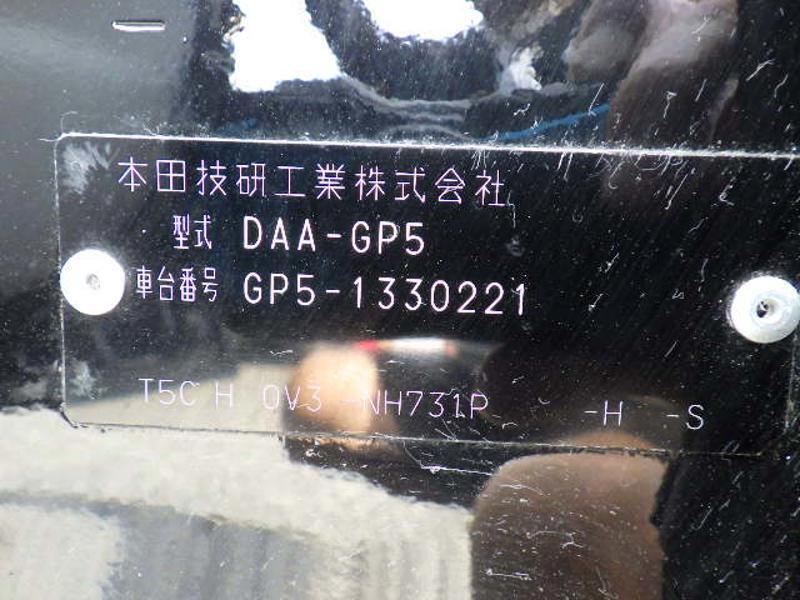 本田技研工業株式会社
型式 DAA-GP5
車台番号 GP5-1330221
T5C H 0V3 -NH731P -H -S